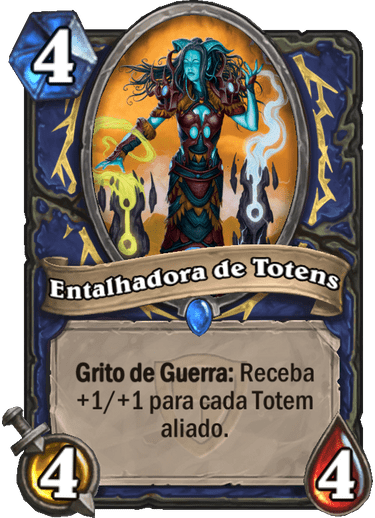 4
Entalhadora de Totens
Grito de Guerra: Receba
+1/+1 para cada Totem
aliado.
4
4